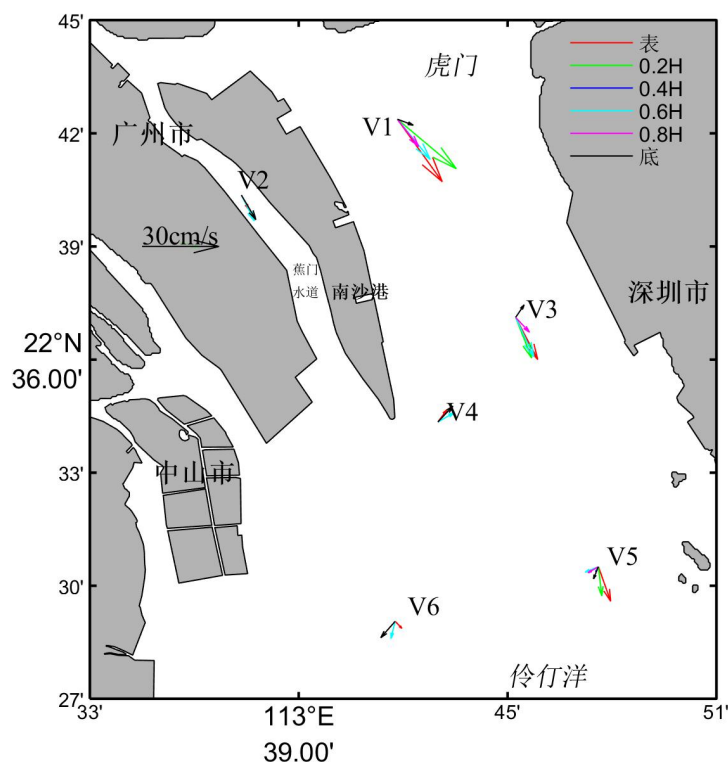 45'
42'
39'
22°N
36.00'
33'
30'
27'
33'
113°E
39.00'
45'
51'
虎门
表
0.2H
0.4H
0.6H
0.8H
底
广州市
V1
V2
30cm/s
蕉门
水道
南沙港
V3
深圳市
V4
中山市
V5
V6
伶仃洋